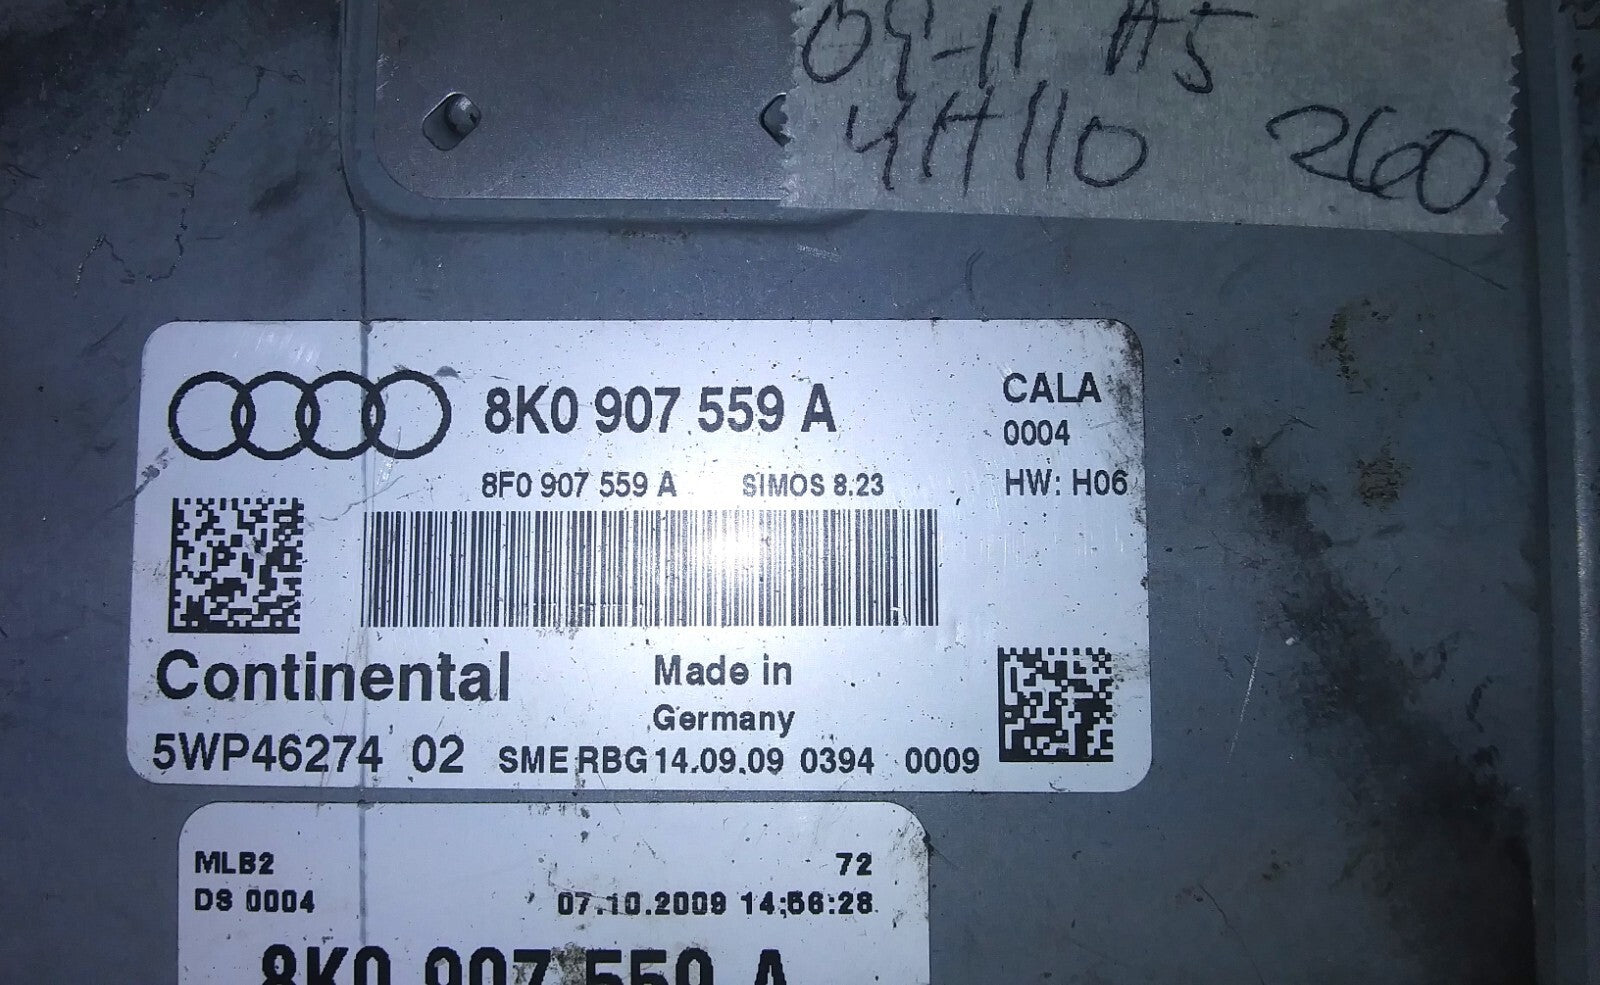 09-11 A5
4H110 260
8K0 907 559 A
CALA
0004
8F0 907 559 A SIMOS 8.23
HW: H06
Continental
Made in
Germany
5WP46274 02 SME RBG 14.09.09 0394 0009
MLB2 72
DS 0004 07.10.2009 14:56:28
8K0 907 559 A